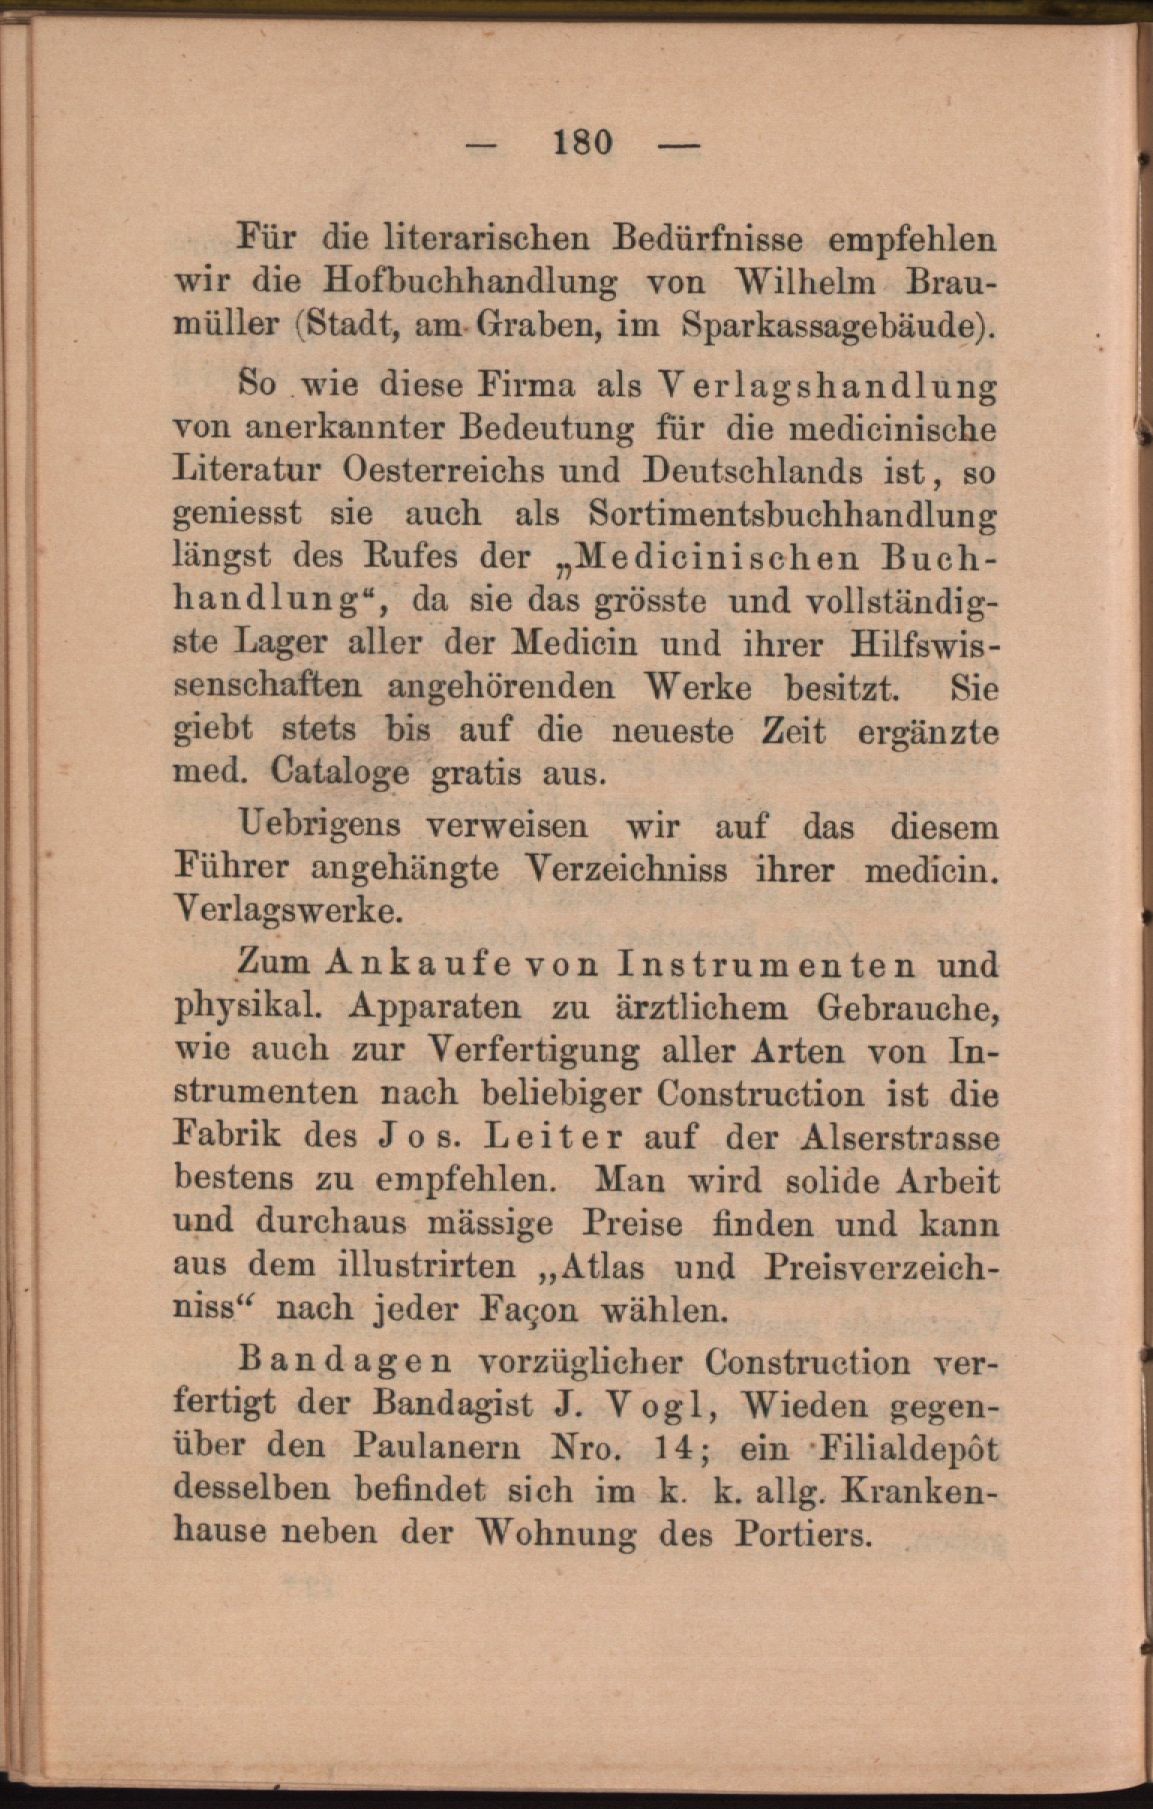 — 180 —
Für die literarischen Bedürfnisse empfehlen
wir die Hofbuchhandlung von Wilhelm Brau-
müller (Stadt, am Graben, im Sparkassagebäude).
So wie diese Firma als Verlagshandlung
von anerkannter Bedeutung für die medicinische
Literatur Oesterreichs und Deutschlands ist, so
geniesst sie auch als Sortimentsbuchhandlung
längst des Rufes der „Medicinischen Buch-
handlung“, da sie das grösste und vollständig-
ste Lager aller der Medicin und ihrer Hilfswis-
senschaften angehörenden Werke besitzt. Sie
giebt stets bis auf die neueste Zeit ergänzte
med. Cataloge gratis aus.
Uebrigens verweisen wir auf das diesem
Führer angehängte Verzeichniss ihrer medicin.
Verlagswerke.
Zum Ankaufe von Instrumenten und
physikal. Apparaten zu ärztlichem Gebrauche,
wie auch zur Verfertigung aller Arten von In-
strumenten nach beliebiger Construction ist die
Fabrik des Jos. Leiter auf der Alserstrasse
bestens zu empfehlen. Man wird solide Arbeit
und durchaus mässige Preise finden und kann
aus dem illustrirten „Atlas und Preisverzeich-
niss“ nach jeder Façon wählen.
Bandagen vorzüglicher Construction ver-
fertigt der Bandagist J. Vogl, Wieden gegen-
über den Paulanern Nro. 14; ein Filialdepôt
desselben befindet sich im k. k. allg. Kranken-
hause neben der Wohnung des Portiers.